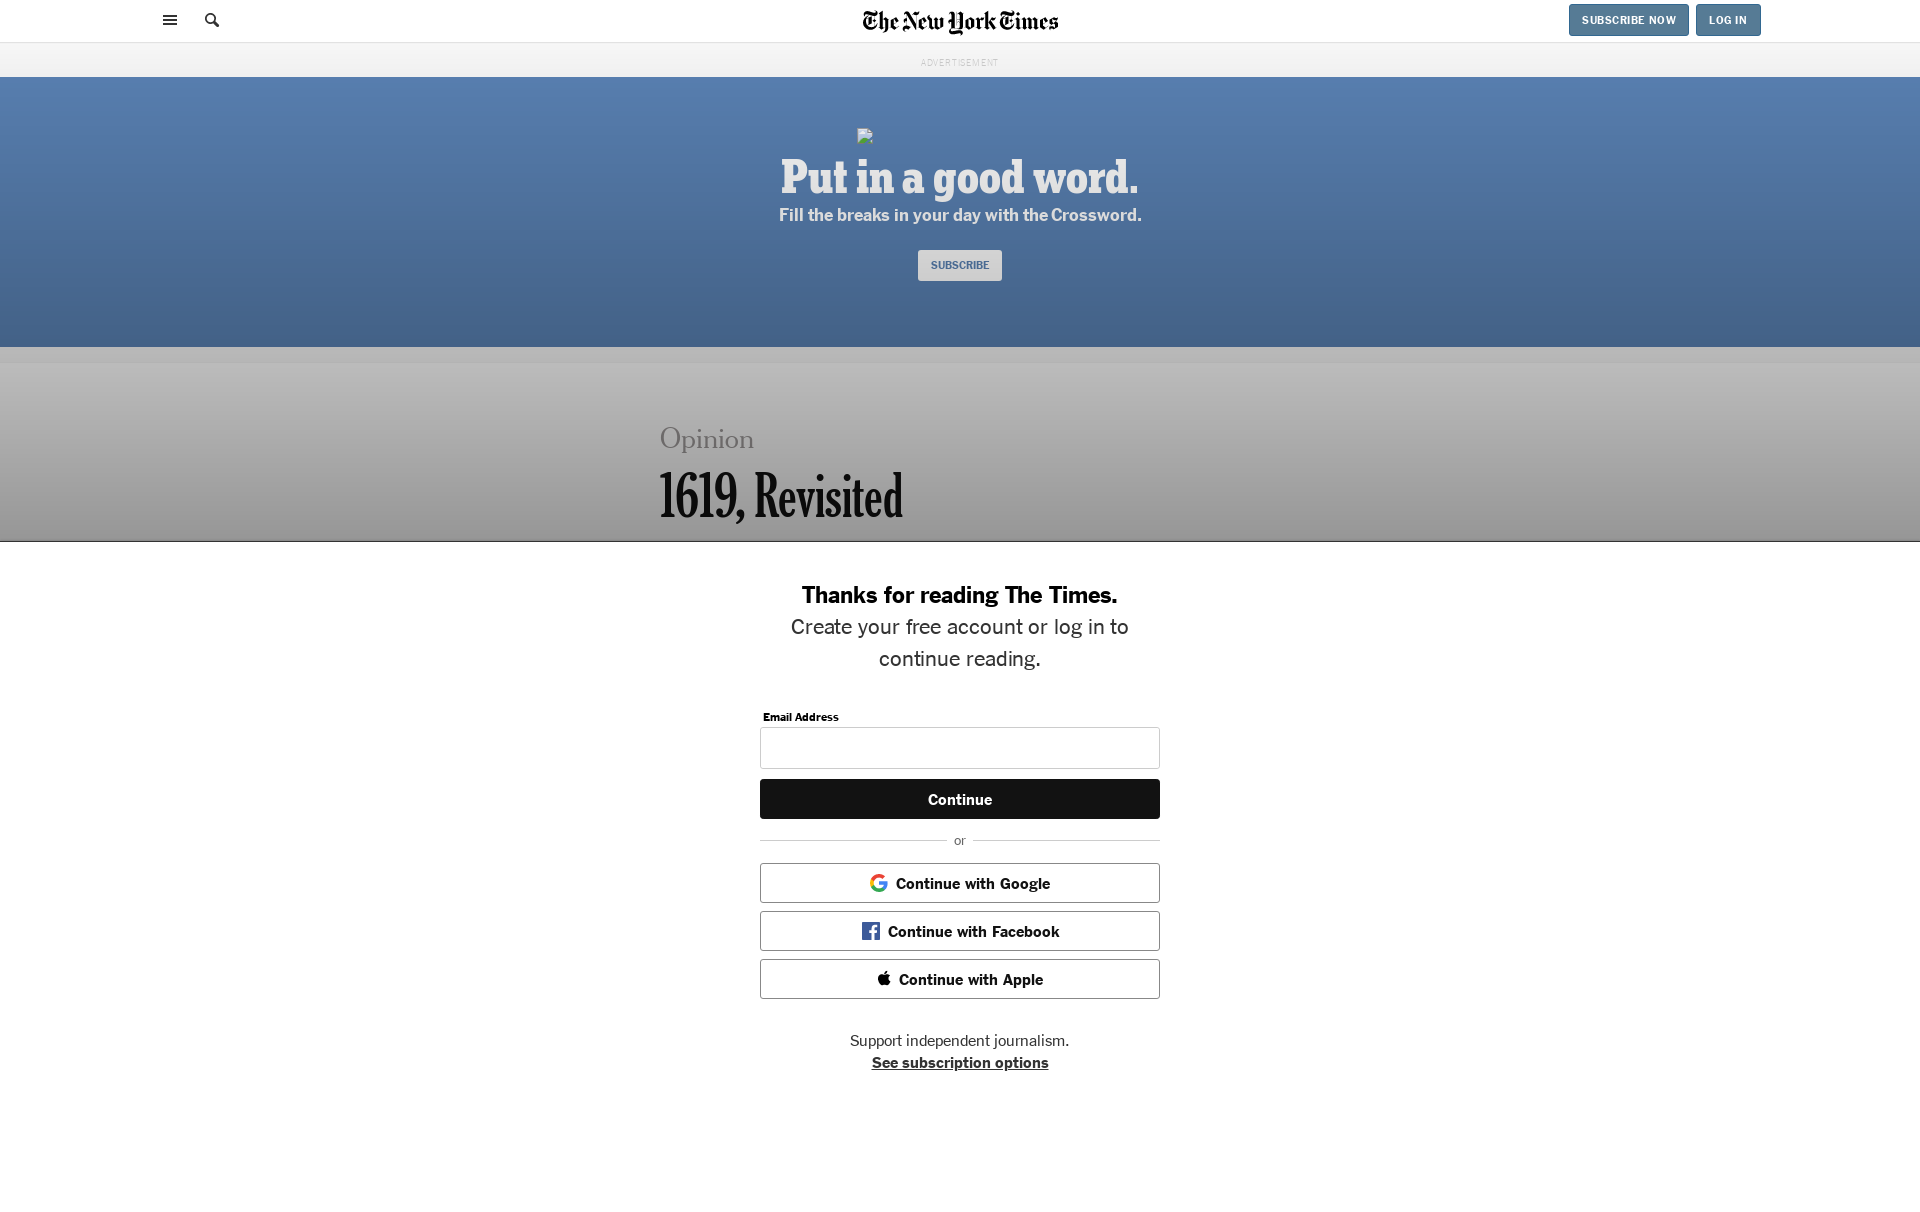 The New York Times
SUBSCRIBE NOW
LOG IN
ADVERTISEMENT
Put in a good word.
Fill the breaks in your day with the Crossword.
SUBSCRIBE
Opinion
1619, Revisited
Thanks for reading The Times.
Create your free account or log in to
continue reading.
Email Address
Continue
or
Continue with Google
Continue with Facebook
Continue with Apple
Support independent journalism.
See subscription options